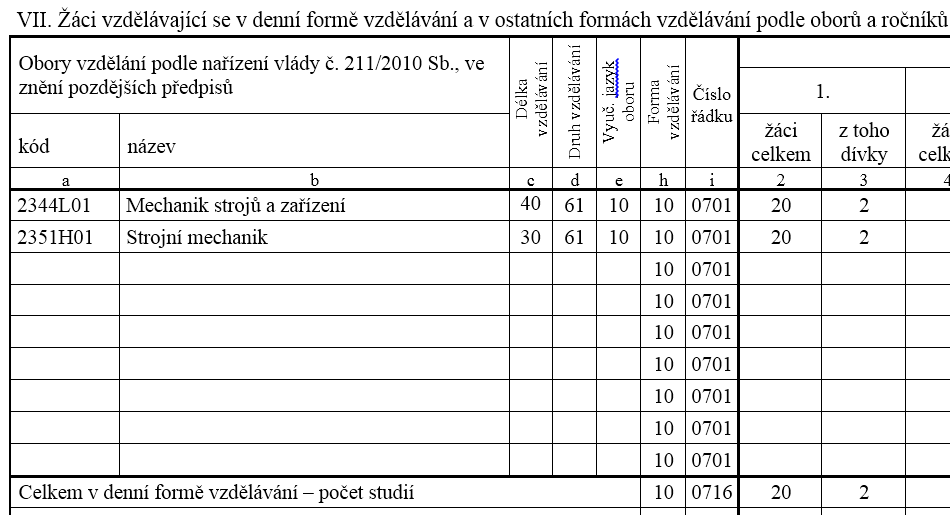 VII. Žáci vzdělávající se v denní formě vzdělávání a v ostatních formách vzdělávání podle oborů a ročníků
Obory vzdělání podle nařízení vlády č. 211/2010 Sb., ve
znění pozdějších předpisů
Délka
vzdělávání
Druh vzdělávání
Vyuč. jazyk
oboru
Forma
vzdělávání
Číslo
řádku
1.
kód název
žáci
celkem
z toho
dívky
a b c d e h i 2 3 4
2344L01 Mechanik strojů a zařízení 40 61 10 10 0701 20 2
2351H01 Strojní mechanik 30 61 10 10 0701 20 2
10 0701
10 0701
10 0701
10 0701
10 0701
10 0701
10 0701
Celkem v denní formě vzdělávání – počet studií 10 0716 20 2